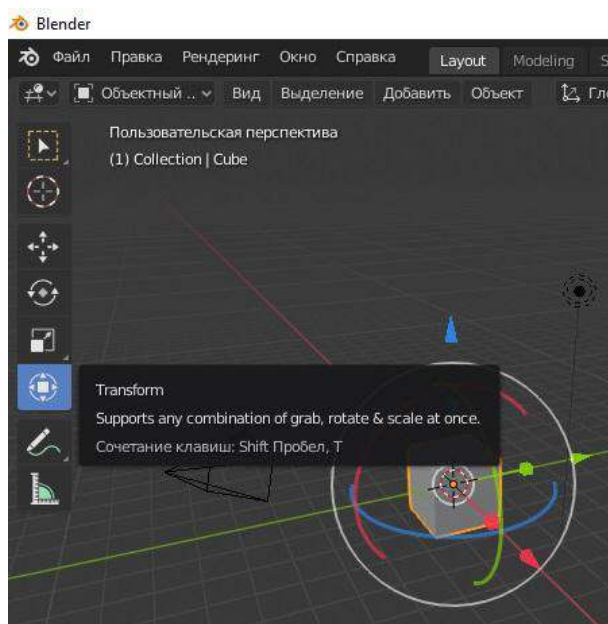 Blender
Файл Правка Рендеринг Окно Справка Layout Modeling
Объектный .. Вид Выделение Добавить Объект
Пользовательская перспектива
(1) Collection | Cube
Transform
Supports any combination of grab, rotate & scale at once.
Сочетание клавиш: Shift Пробел, T